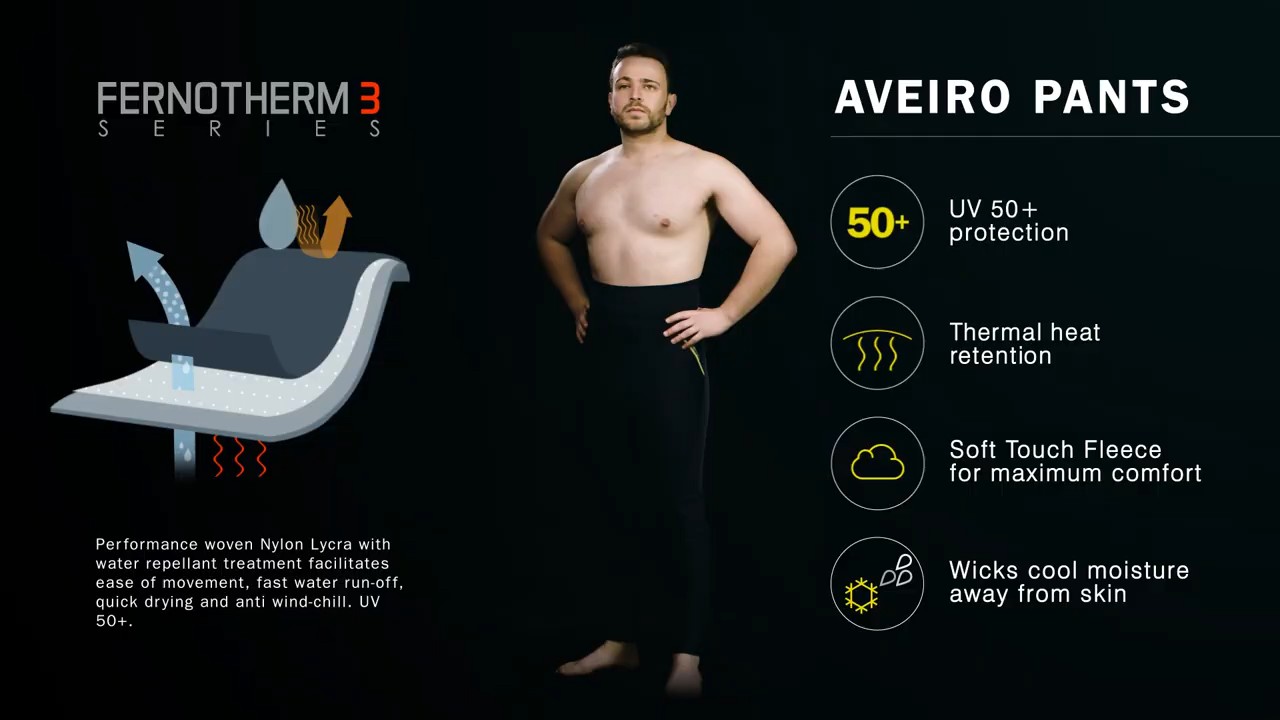 FERNOTHERM 3
SERIES
Performance woven Nylon Lycra with
water repellant treatment facilitates
ease of movement, fast water run-off,
quick drying and anti wind-chill. UV
50+.
AVEIRO PANTS
50+
UV 50+
protection
Thermal heat
retention
Soft Touch Fleece
for maximum comfort
Wicks cool moisture
away from skin